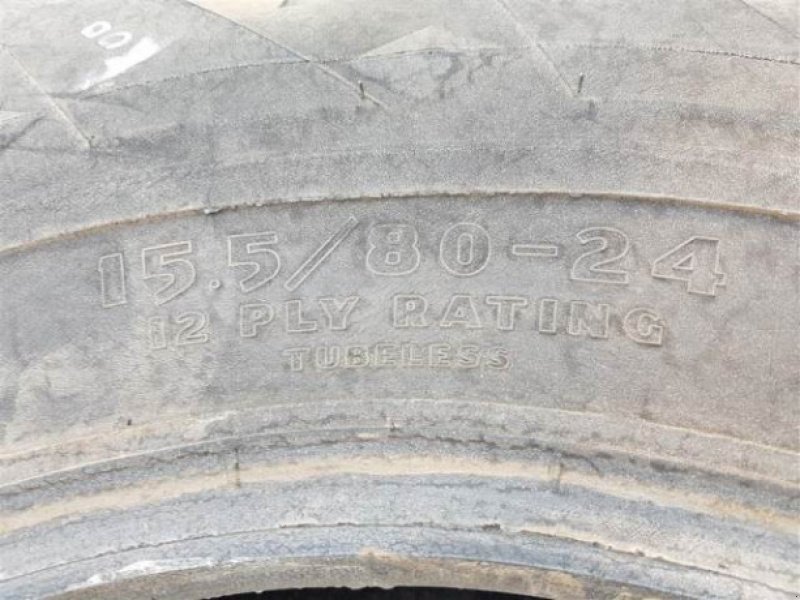 15.5/80-24
12 PLY RATING
TUBELESS